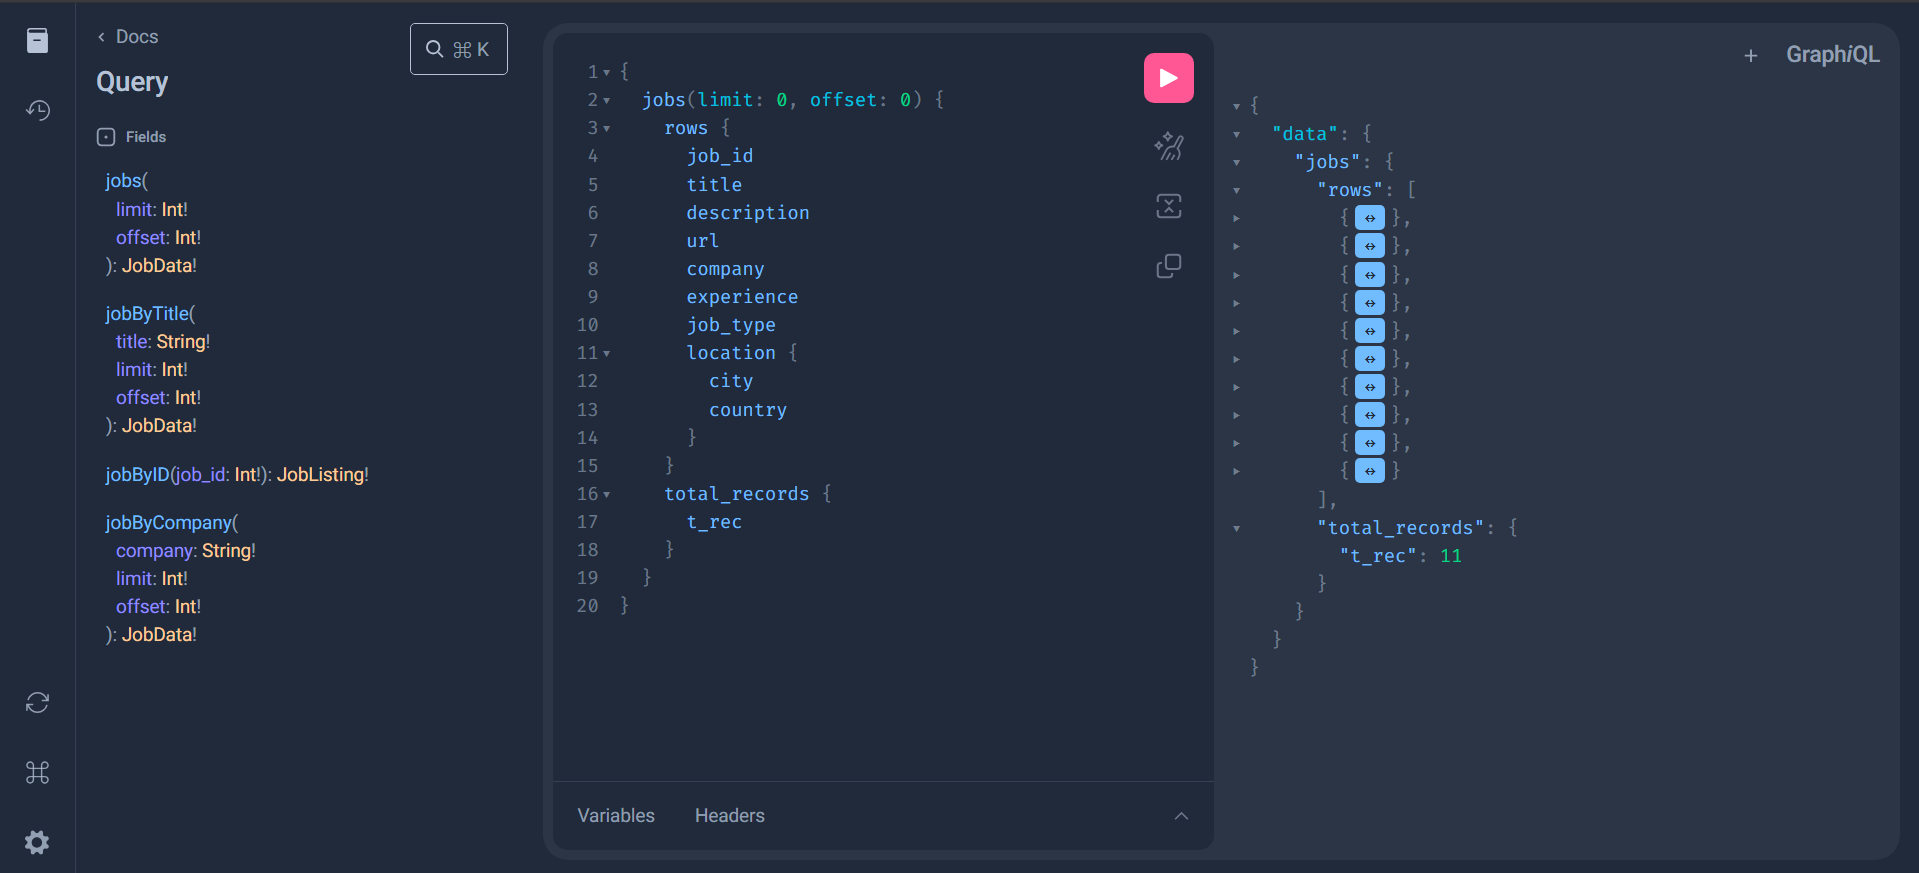 Docs
⌘ K
Query
Fields
jobs(
limit: Int!
offset: Int!
): JobData!
jobByTitle(
title: String!
limit: Int!
offset: Int!
): JobData!
jobByID(job_id: Int!): JobListing!
jobByCompany(
company: String!
limit: Int!
offset: Int!
): JobData!
1 {
2 jobs(limit: 0, offset: 0) {
3 rows {
4 job_id
5 title
6 description
7 url
8 company
9 experience
10 job_type
11 location {
12 city
13 country
14 }
15 }
16 total_records {
17 t_rec
18 }
19 }
20 }
Variables Headers
+ GraphiQL
{
"data": {
"jobs": {
"rows": [
{ ↔ },
{ ↔ },
{ ↔ },
{ ↔ },
{ ↔ },
{ ↔ },
{ ↔ },
{ ↔ },
{ ↔ },
{ ↔ }
],
"total_records": {
"t_rec": 11
}
}
}
}